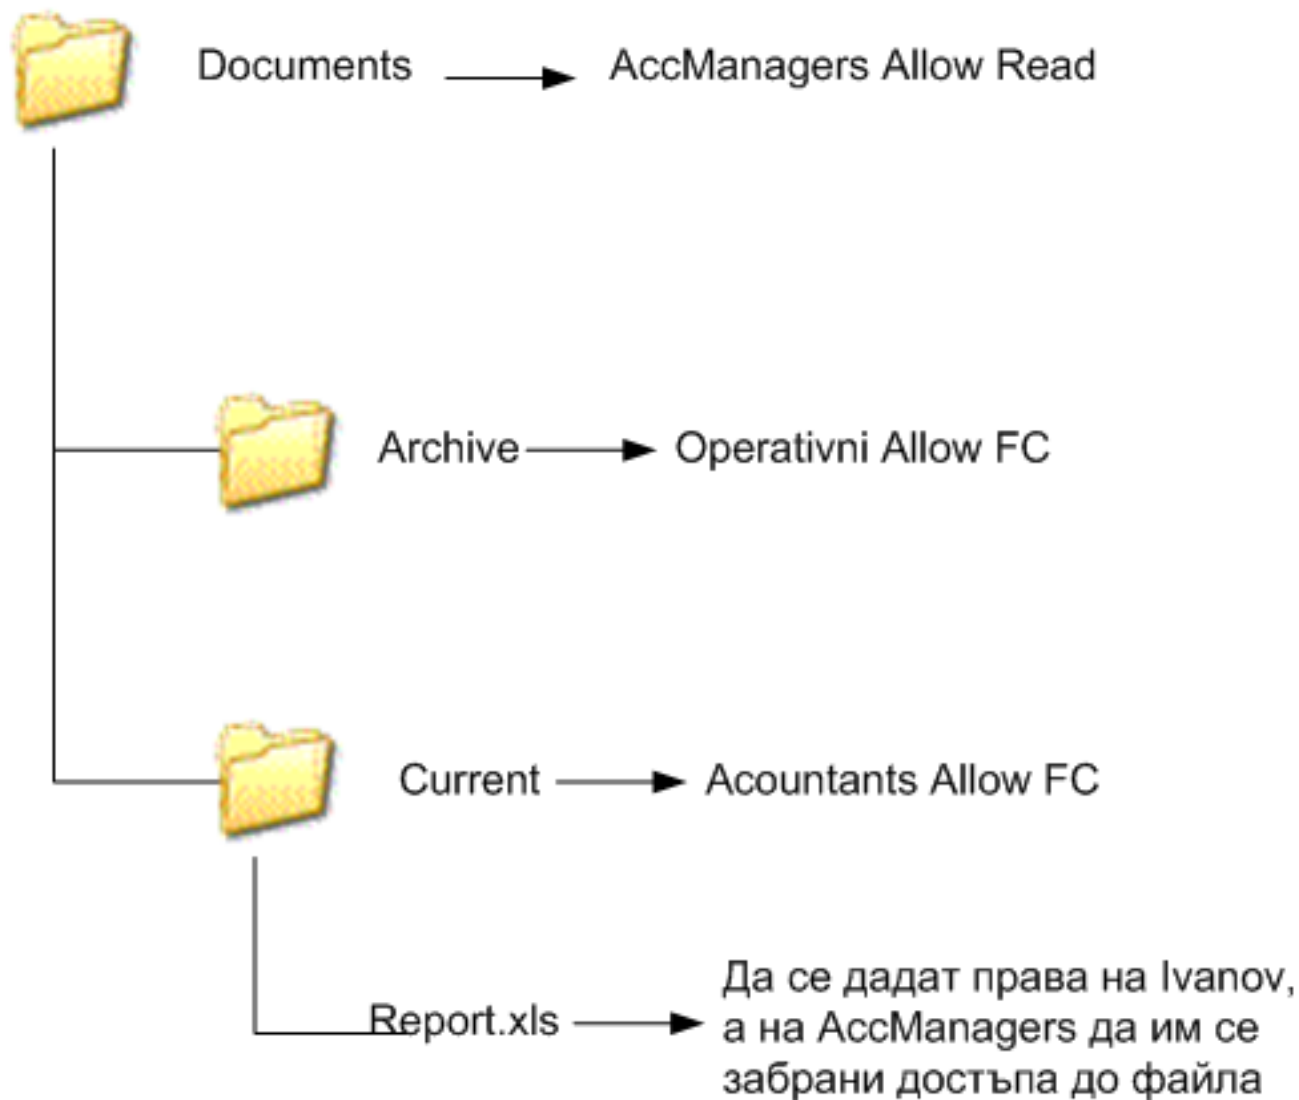 Documents AccManagers Allow Read
Archive Operativni Allow FC
Current Acountants Allow FC
Report.xls Да се дадат права на Ivanov,
а на AccManagers да им се
забрани достъпа до файла